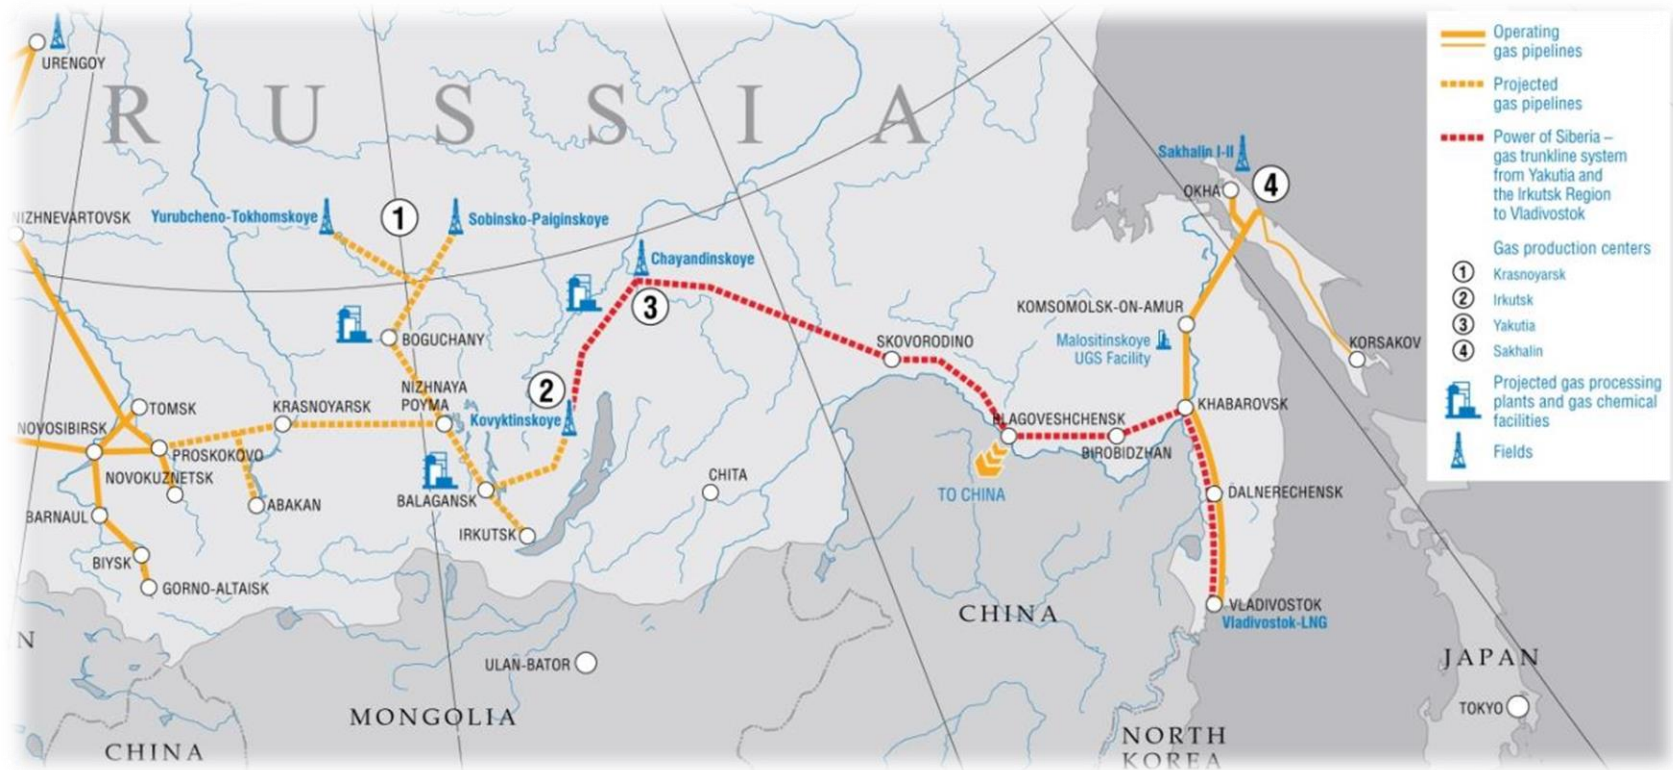 URENGOY
RUSSIA
NIZHNEVARTOVSK
Yurubcheno-Tokhomskoye
1
Sobinsko-Paiginskoye
Sakhalin I-II
OKHA
4
Chayandinskoye
3
BOGUCHANY
SKOVORODINO
KOMSOMOLSK-ON-AMUR
Malositinskoye
UGS Facility
KORSAKOV
NIZHNAYA
POYMA
2
Kovyktinskoye
TOMSK
KRASNOYARSK
NOVOSIBIRSK
PROSKOKOVO
NOVOKUZNETSK
ABAKAN
BARNAUL
BIYSK
GORNO-ALTAISK
BALAGANSK
IRKUTSK
CHITA
BLAGOVESHCHENSK
BIROBIDZHAN
KHABAROVSK
TO CHINA
DALNERECHENSK
VLADIVOSTOK
Vladivostok-LNG
CHINA
N
ULAN-BATOR
MONGOLIA
CHINA
NORTH
KOREA
JAPAN
TOKYO
Operating
gas pipelines
Projected
gas pipelines
Power of Siberia –
gas trunkline system
from Yakutia and
the Irkutsk Region
to Vladivostok
Gas production centers
1 Krasnoyarsk
2 Irkutsk
3 Yakutia
4 Sakhalin
Projected gas processing
plants and gas chemical
facilities
Fields